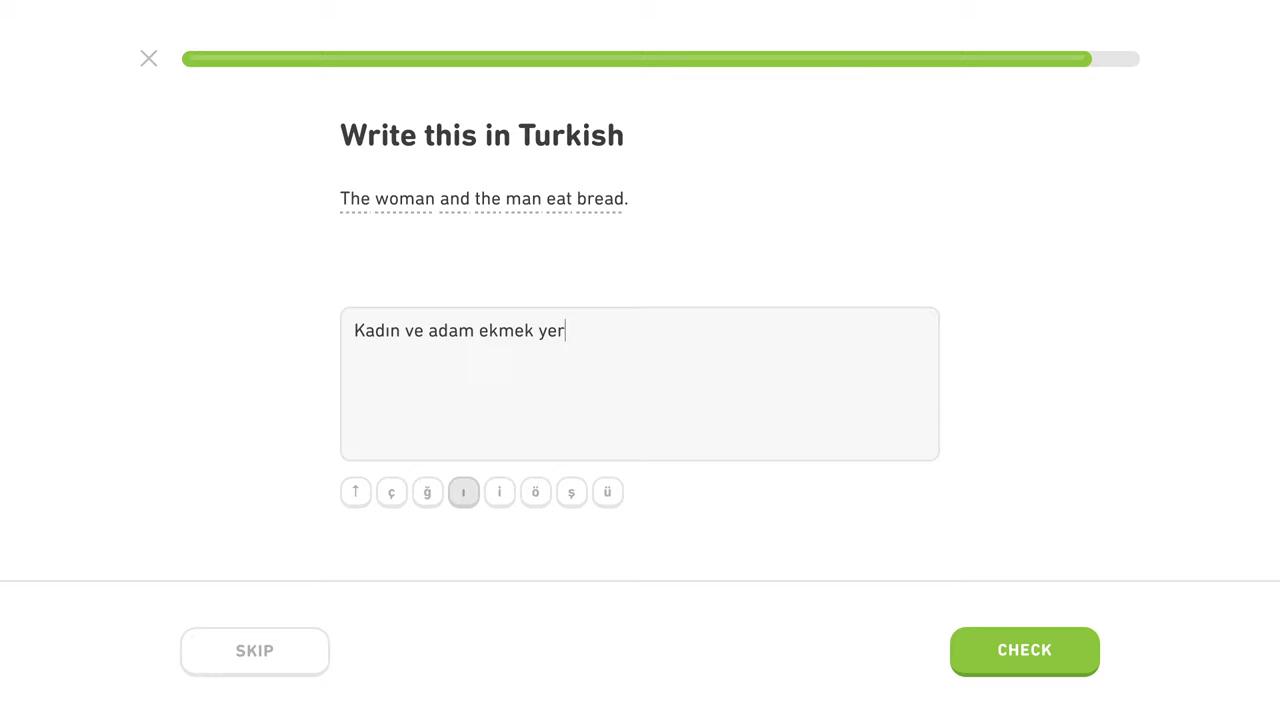 Write this in Turkish
The woman and the man eat bread.
Kadın ve adam ekmek yer
↑ ç ğ ı i ö ş ü
SKIP
CHECK